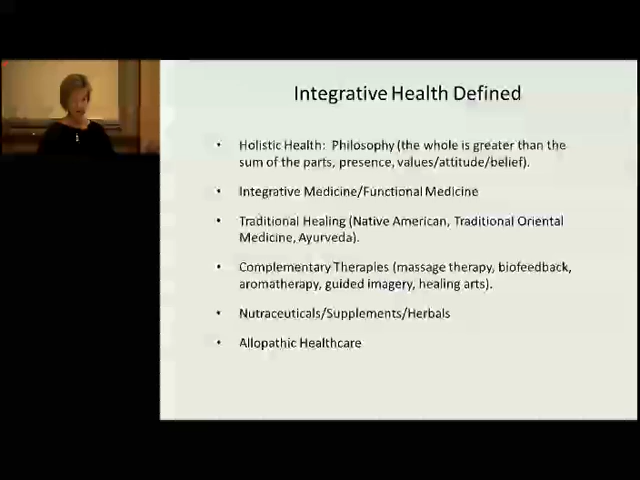 Integrative Health Defined
• Holistic Health: Philosophy (the whole is greater than the
sum of the parts, presence, values/attitude/belief).
• Integrative Medicine/Functional Medicine
• Traditional Healing (Native American, Traditional Oriental
Medicine, Ayurveda).
• Complementary Therapies (massage therapy, biofeedback,
aromatherapy, guided imagery, healing arts).
• Nutraceuticals/Supplements/Herbals
• Allopathic Healthcare